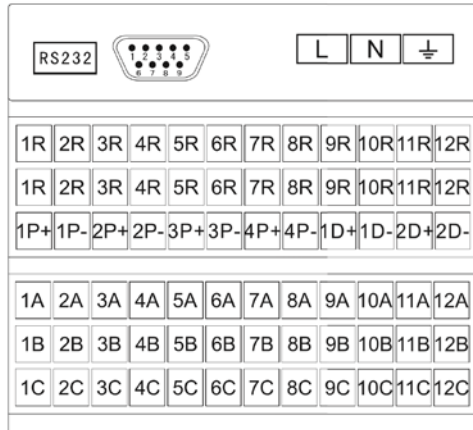 RS232 1 2 3 4 5 L N
6 7 8 9
1R 2R 3R 4R 5R 6R 7R 8R 9R 10R 11R 12R
1R 2R 3R 4R 5R 6R 7R 8R 9R 10R 11R 12R
1P+ 1P- 2P+ 2P- 3P+ 3P- 4P+ 4P- 1D+ 1D- 2D+ 2D-
1A 2A 3A 4A 5A 6A 7A 8A 9A 10A 11A 12A
1B 2B 3B 4B 5B 6B 7B 8B 9B 10B 11B 12B
1C 2C 3C 4C 5C 6C 7C 8C 9C 10C 11C 12C